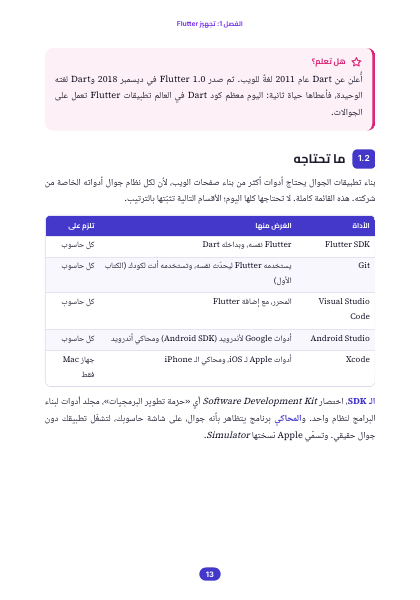 الفصل 1: تجهيز Flutter
هل تعلم؟
أُعلن عن Dart عام 2011 لغةً للويب. ثم صدر Flutter 1.0 في ديسمبر 2018 وDart لغته
الوحيدة، فأعطاها حياة ثانية: اليوم معظم كود Dart في العالم تطبيقات Flutter تعمل على
الجوالات.
1.2 ما تحتاجه
بناء تطبيقات الجوال يحتاج أدوات أكثر من بناء صفحات الويب، لأن لكل نظام جوال أدواته الخاصة من
شركته. هذه القائمة كاملة. لا تحتاجها كلها اليوم؛ الأقسام التالية تثبّتها بالترتيب.
الأداة الغرض منها تلزم على
Flutter SDK Flutter نفسه، وبداخله Dart كل حاسوب
Git يستخدمه Flutter ليحدّث نفسه، وتستخدمه أنت لكودك (الكتاب كل حاسوب
الأول)
Visual Studio المحرر، مع إضافة Flutter كل حاسوب
Code
Android Studio أدوات Google لأندرويد (Android SDK) ومحاكي أندرويد كل حاسوب
Xcode أدوات Apple لـ iOS، ومحاكي الـ iPhone جهاز Mac
فقط
الـ SDK، اختصار Software Development Kit أي «حزمة تطوير البرمجيات»، مجلد أدوات لبناء
البرامج لنظام واحد. والمحاكي برنامج يتظاهر بأنه جوال، على شاشة حاسوبك، لتشغّل تطبيقك دون
جوال حقيقي. وتسمّي Apple نسختها Simulator.
13